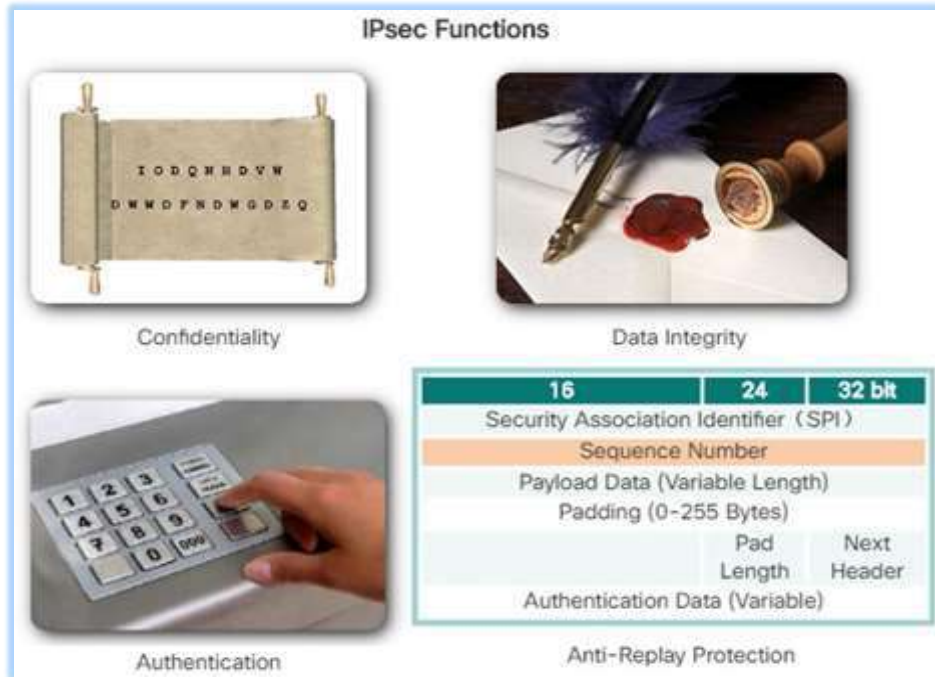 IPsec Functions
I O D Q N H D V W
D W W D F N D W G D Z Q
Confidentiality
Data Integrity
1 2 3
4 5 6
7 8 9
0 000
Authentication
16 24 32 bit
Security Association Identifier (SPI)
Sequence Number
Payload Data (Variable Length)
Padding (0-255 Bytes)
Pad Next
Length Header
Authentication Data (Variable)
Anti-Replay Protection